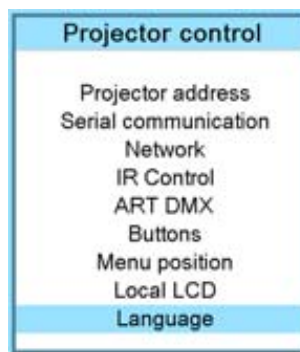 Projector control
Projector address
Serial communication
Network
IR Control
ART DMX
Buttons
Menu position
Local LCD
Language